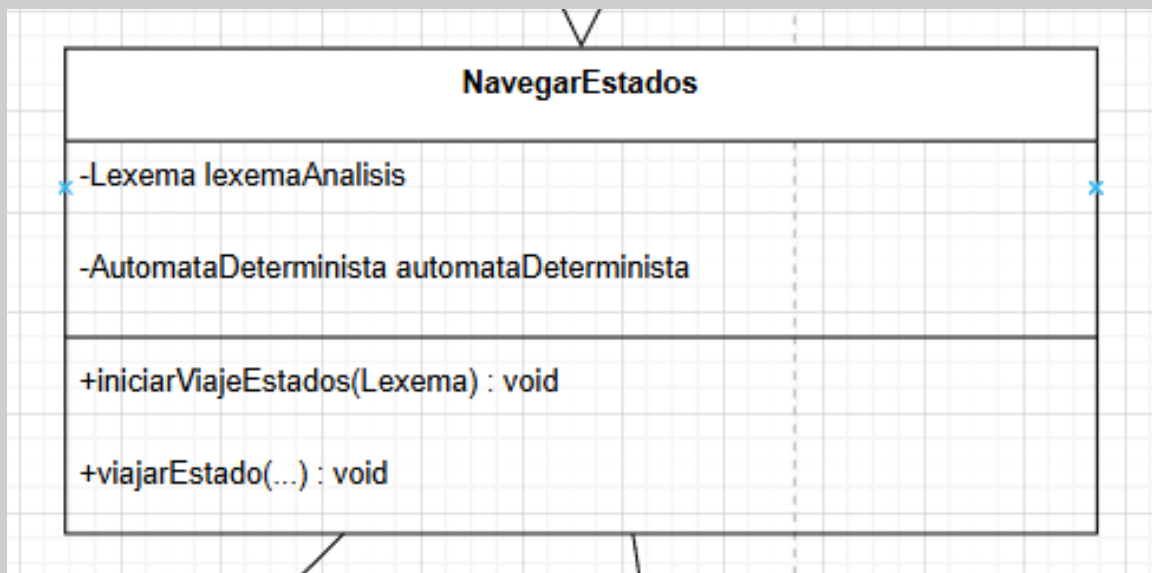 NavegarEstados
-Lexema lexemaAnalisis
-AutomataDeterminista automataDeterminista
+iniciarViajeEstados(Lexema) : void
+viajarEstado(...) : void